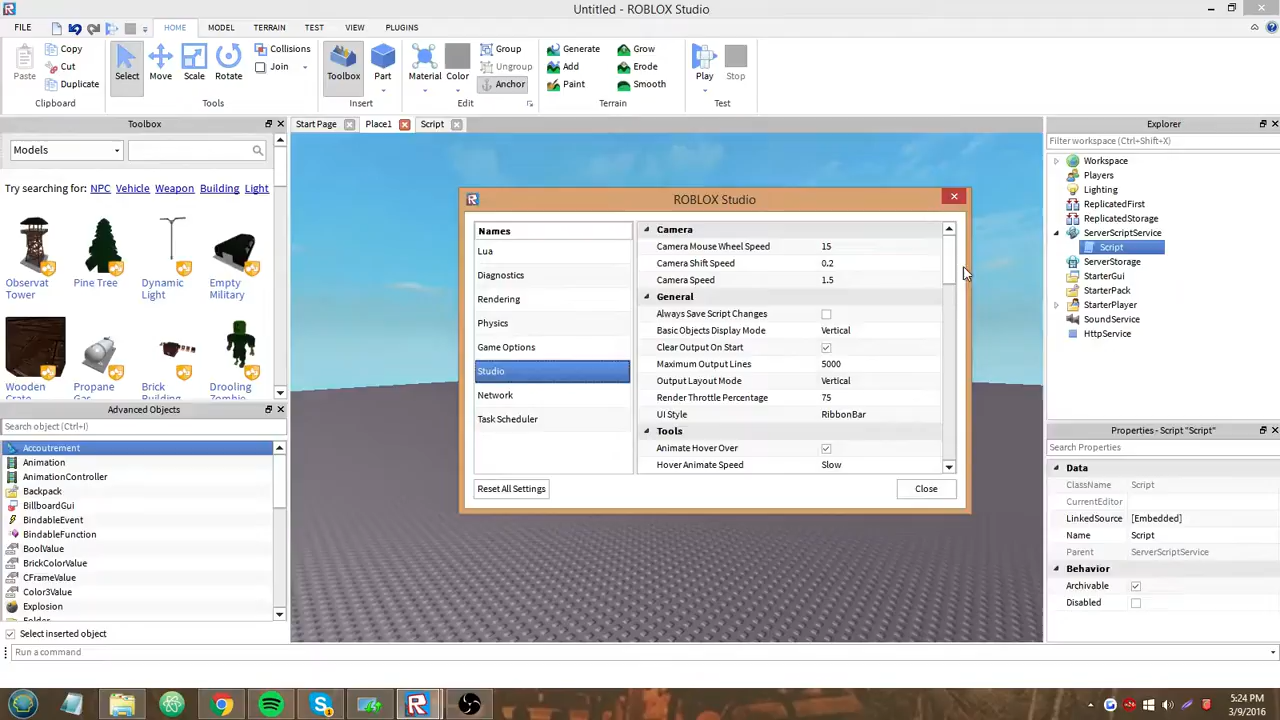 Untitled - ROBLOX Studio
FILE
HOME
MODEL
TERRAIN
TEST
VIEW
PLUGINS
Paste
Copy
Cut
Duplicate
Clipboard
Select
Move
Scale
Rotate
Collisions
Join
Tools
Toolbox
Part
Insert
Material
Color
Group
Ungroup
Anchor
Edit
Generate
Add
Paint
Grow
Erode
Smooth
Terrain
Play
Stop
Test
Toolbox
Models
Try searching for: NPC Vehicle Weapon Building Light
Observat
Tower
Pine Tree
Dynamic
Light
Empty
Military
Wooden
Crate
Propane
Gas
Brick
Building
Drooling
Zombie
Advanced Objects
Search object (Ctrl+I)
Accoutrement
Animation
AnimationController
Backpack
BillboardGui
BindableEvent
BindableFunction
BoolValue
BrickColorValue
CFrameValue
Color3Value
Explosion
Folder
Select inserted object
Run a command
Start Page
Place1
Script
ROBLOX Studio
Names
Lua
Diagnostics
Rendering
Physics
Game Options
Studio
Network
Task Scheduler
Camera
Camera Mouse Wheel Speed 15
Camera Shift Speed 0.2
Camera Speed 1.5
General
Always Save Script Changes
Basic Objects Display Mode Vertical
Clear Output On Start
Maximum Output Lines 5000
Output Layout Mode Vertical
Render Throttle Percentage 75
UI Style RibbonBar
Tools
Animate Hover Over
Hover Animate Speed Slow
Reset All Settings
Close
Explorer
Filter workspace (Ctrl+Shift+X)
Workspace
Players
Lighting
ReplicatedFirst
ReplicatedStorage
ServerScriptService
Script
ServerStorage
StarterGui
StarterPack
StarterPlayer
SoundService
HttpService
Properties - Script "Script"
Search Properties
Data
ClassName Script
CurrentEditor
LinkedSource [Embedded]
Name Script
Parent ServerScriptService
Behavior
Archivable
Disabled
5:24 PM
3/9/2016